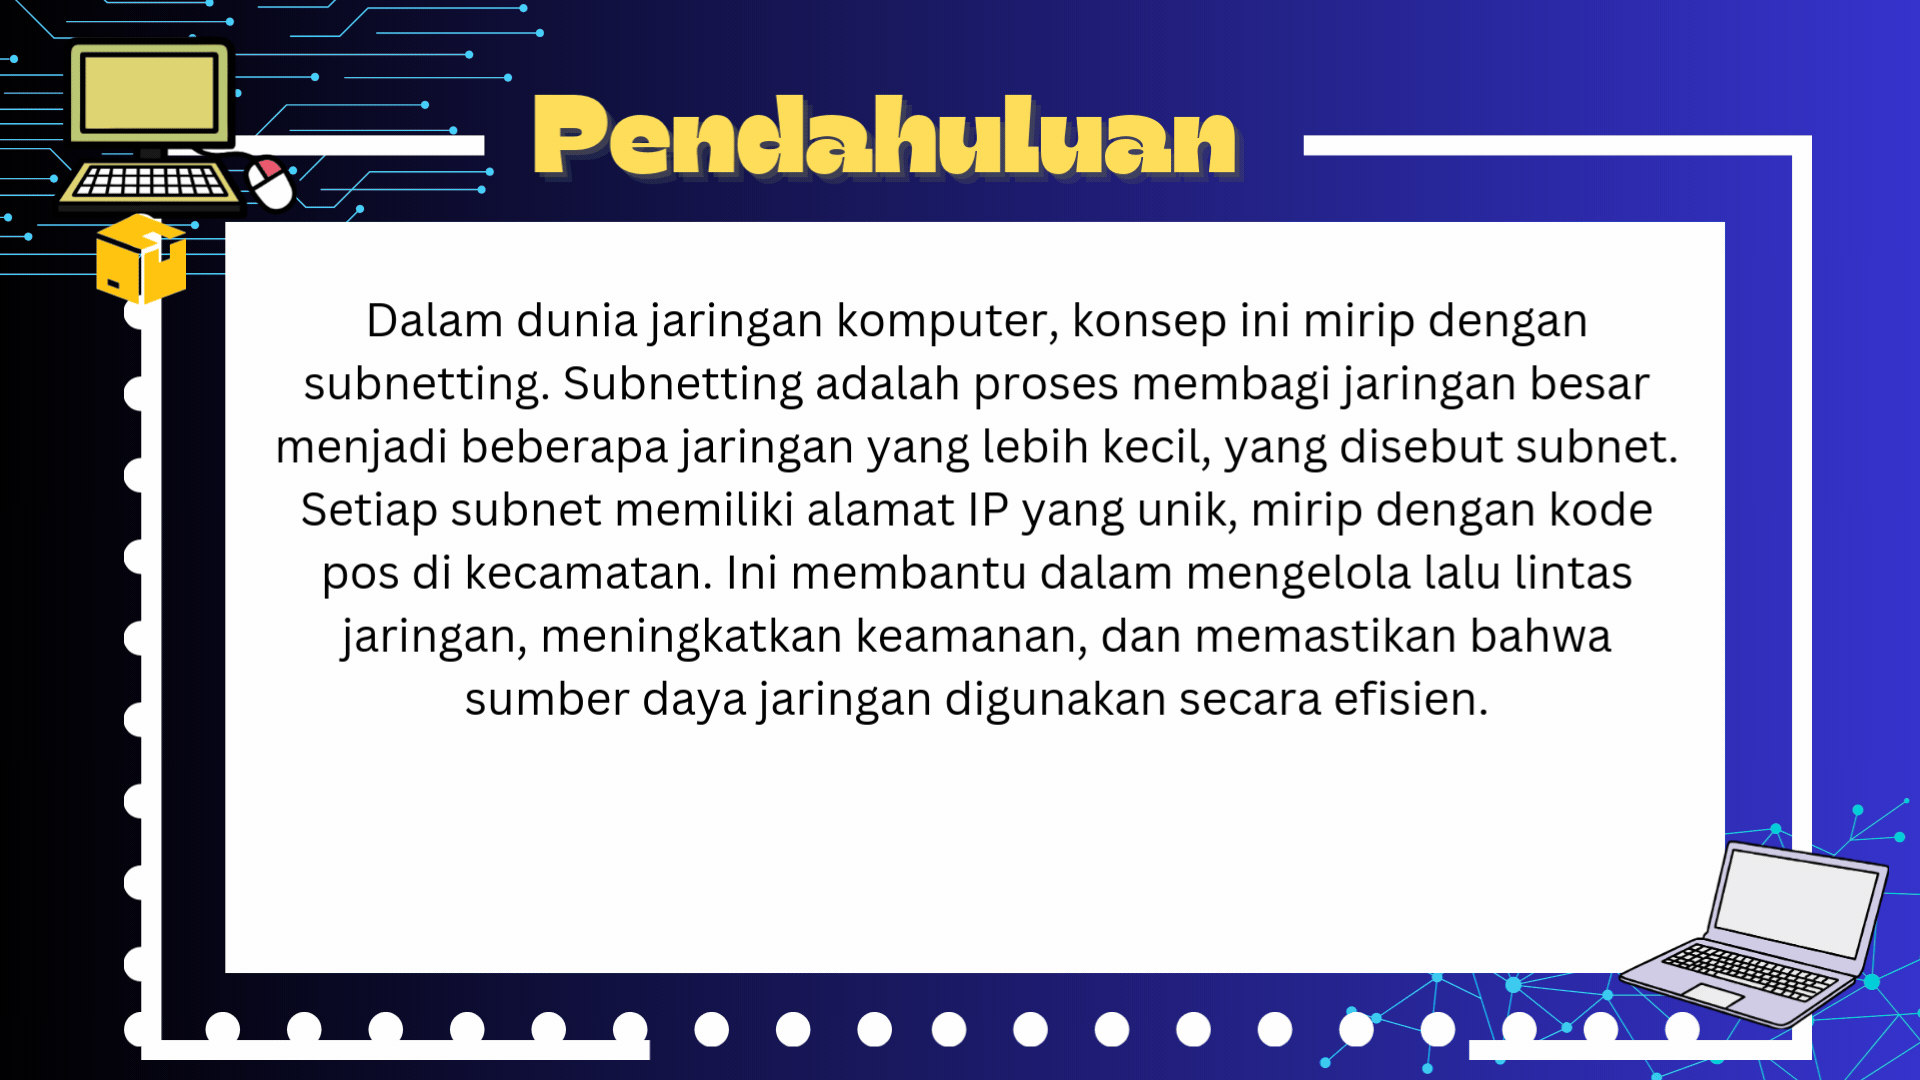 Pendahuluan
Dalam dunia jaringan komputer, konsep ini mirip dengan
subnetting. Subnetting adalah proses membagi jaringan besar
menjadi beberapa jaringan yang lebih kecil, yang disebut subnet.
Setiap subnet memiliki alamat IP yang unik, mirip dengan kode
pos di kecamatan. Ini membantu dalam mengelola lalu lintas
jaringan, meningkatkan keamanan, dan memastikan bahwa
sumber daya jaringan digunakan secara efisien.